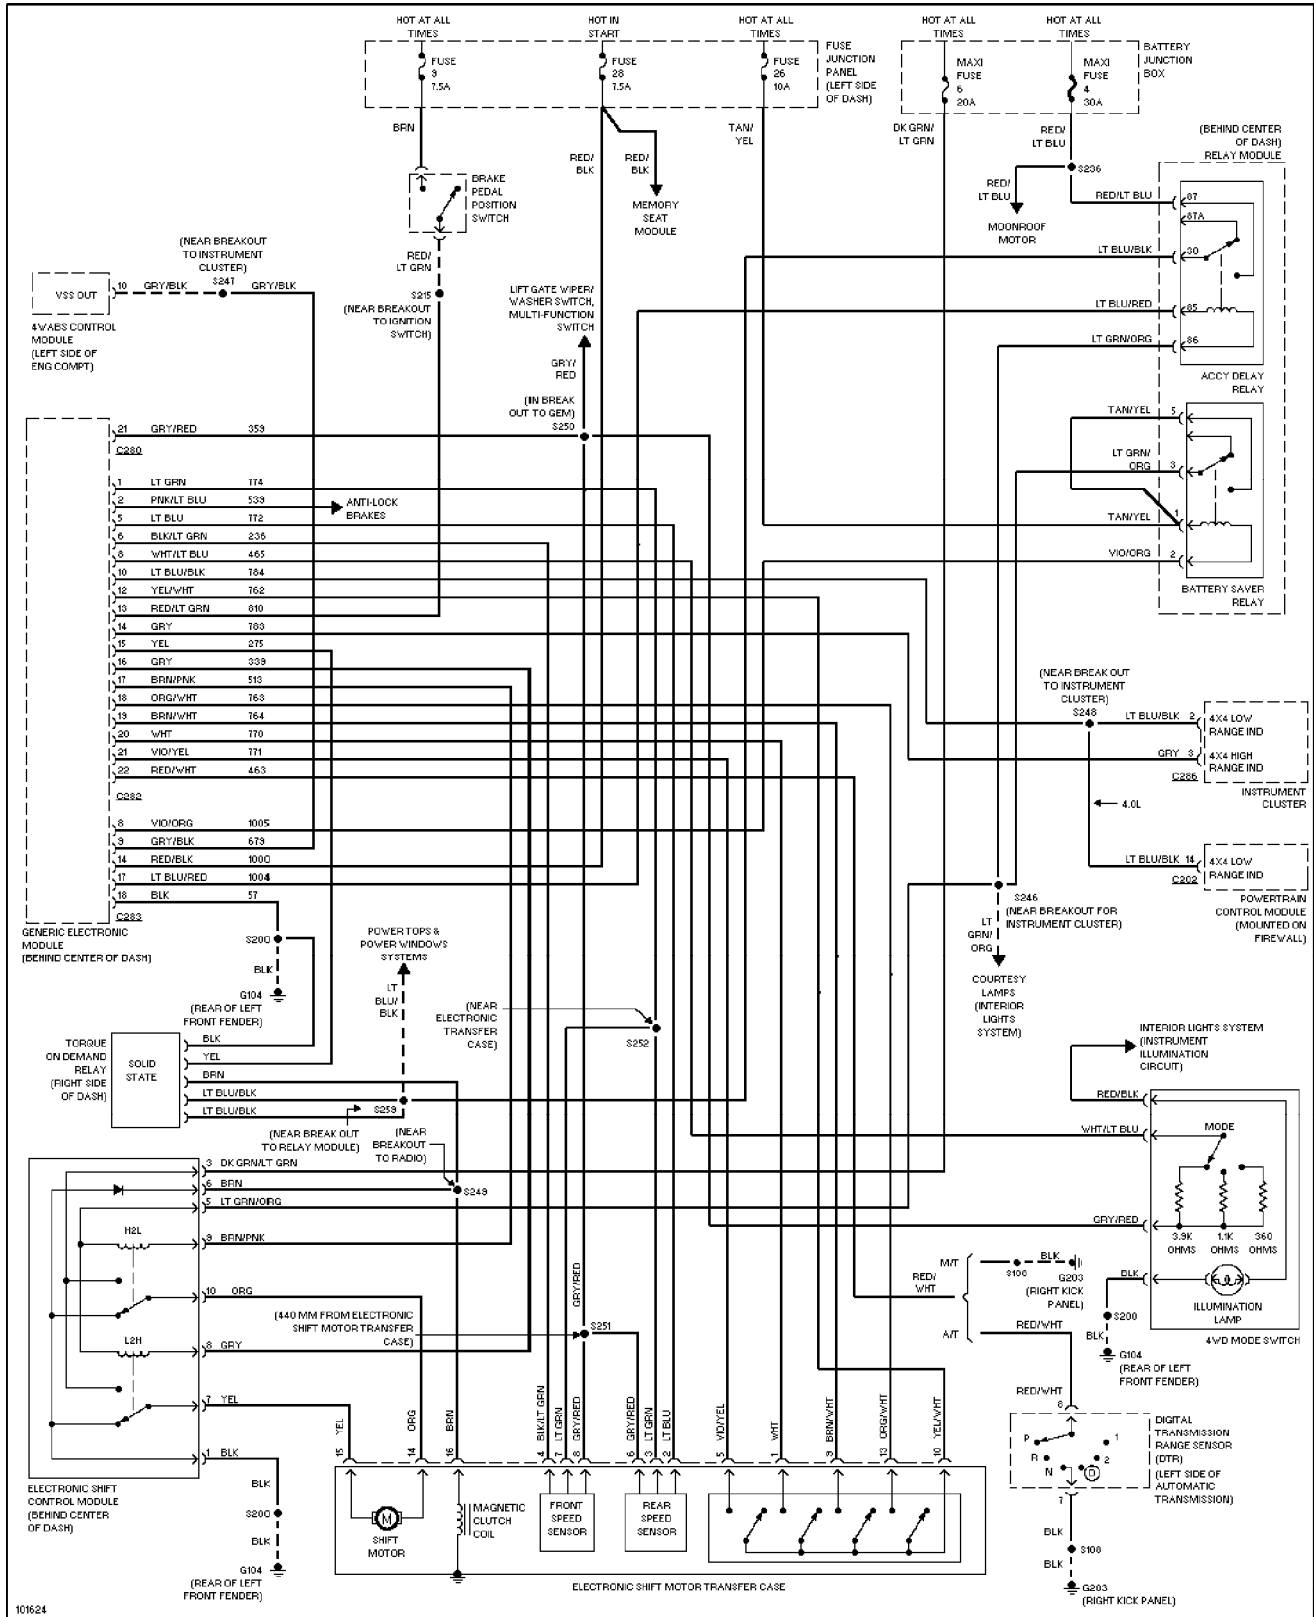 HOT AT ALL
TIMES
HOT IN
START
HOT AT ALL
TIMES
HOT AT ALL
TIMES
HOT AT ALL
TIMES
FUSE
9
7.5A
FUSE
28
7.5A
FUSE
26
10A
FUSE
JUNCTION
PANEL
(LEFT SIDE
OF DASH)
MAXI
FUSE
6
20A
MAXI
FUSE
4
30A
BATTERY
JUNCTION
BOX
BRN
RED/
BLK
RED/
BLK
TAN/
YEL
DK GRN/
LT GRN
RED/
LT BLU
(BEHIND CENTER
OF DASH)
RELAY MODULE
BRAKE
PEDAL
POSITION
SWITCH
MEMORY
SEAT
MODULE
S236
RED/
LT BLU
MOONROOF
MOTOR
RED/LT BLU
87
87A
LT BLU/BLK
30
LT BLU/RED
85
LT GRN/ORG
86
ACCY DELAY
RELAY
(NEAR BREAKOUT
TO INSTRUMENT
CLUSTER)
S247
VSS OUT
10
GRY/BLK
GRY/BLK
4WABS CONTROL
MODULE
(LEFT SIDE OF
ENG COMPT)
RED/
LT GRN
S215
(NEAR BREAKOUT
TO IGNITION
SWITCH)
LIFT GATE WIPER/
WASHER SWITCH,
MULTI-FUNCTION
SWITCH
GRY/
RED
(IN BREAK
OUT TO GEM)
S250
TAN/YEL
5
LT GRN/
ORG
3
TAN/YEL
1
VIO/ORG
2
BATTERY SAVER
RELAY
21 GRY/RED 359
C280
1 LT GRN 774
2 PNK/LT BLU 539
ANTI-LOCK
BRAKES
5 LT BLU 772
6 BLK/LT GRN 236
8 WHT/LT BLU 465
10 LT BLU/BLK 784
12 YEL/WHT 762
13 RED/LT GRN 810
14 GRY 783
15 YEL 275
16 GRY 339
17 BRN/PNK 513
18 ORG/WHT 763
19 BRN/WHT 764
20 WHT 770
21 VIO/YEL 771
22 RED/WHT 463
C282
8 VIO/ORG 1005
9 GRY/BLK 679
14 RED/BLK 1000
17 LT BLU/RED 1004
18 BLK 57
C283
GENERIC ELECTRONIC
MODULE
(BEHIND CENTER OF DASH)
(NEAR BREAK OUT
TO INSTRUMENT
CLUSTER)
S248
LT BLU/BLK 2
4X4 LOW
RANGE IND
GRY 3
4X4 HIGH
RANGE IND
C286
INSTRUMENT
CLUSTER
4.0L
LT BLU/BLK 14
4X4 LOW
RANGE IND
C202
POWERTRAIN
CONTROL MODULE
(MOUNTED ON
FIREWALL)
S246
(NEAR BREAKOUT FOR
INSTRUMENT CLUSTER)
LT
GRN/
ORG
COURTESY
LAMPS
(INTERIOR
LIGHTS
SYSTEM)
S200
BLK
G104
(REAR OF LEFT
FRONT FENDER)
POWER TOPS &
POWER WINDOWS
SYSTEMS
LT
BLU/
BLK
(NEAR
ELECTRONIC
TRANSFER
CASE)
S252
TORQUE
ON DEMAND
RELAY
(RIGHT SIDE
OF DASH)
SOLID
STATE
BLK
YEL
BRN
LT BLU/BLK
LT BLU/BLK
S259
(NEAR BREAK OUT
TO RELAY MODULE)
(NEAR
BREAKOUT
TO RADIO)
S249
INTERIOR LIGHTS SYSTEM
(INSTRUMENT
ILLUMINATION
CIRCUIT)
RED/BLK
WHT/LT BLU
MODE
GRY/RED
3.9K
OHMS
1.1K
OHMS
360
OHMS
BLK
ILLUMINATION
LAMP
4WD MODE SWITCH
S200
BLK
G104
(REAR OF LEFT
FRONT FENDER)
3 DK GRN/LT GRN
6 BRN
5 LT GRN/ORG
H2L
9 BRN/PNK
10 ORG
L2H
8 GRY
7 YEL
1 BLK
ELECTRONIC SHIFT
CONTROL MODULE
(BEHIND CENTER
OF DASH)
BLK
S200
BLK
G104
(REAR OF LEFT
FRONT FENDER)
(440 MM FROM ELECTRONIC
SHIFT MOTOR TRANSFER
CASE)
GRY/RED
S251
M/T
S108
BLK
G203
(RIGHT KICK
PANEL)
RED/
WHT
A/T
RED/WHT
RED/WHT
6
P
R
N
D
2
1
DIGITAL
TRANSMISSION
RANGE SENSOR
(DTR)
(LEFT SIDE OF
AUTOMATIC
TRANSMISSION)
7
BLK
S108
BLK
G203
(RIGHT KICK PANEL)
15 YEL
14 ORG
16 BRN
4 BLK/LT GRN
7 LT GRN
8 GRY/RED
6 GRY/RED
3 LT GRN
2 LT BLU
5 VIO/YEL
1 WHT
9 BRN/WHT
13 ORG/WHT
10 YEL/WHT
M
SHIFT
MOTOR
MAGNETIC
CLUTCH
COIL
FRONT
SPEED
SENSOR
REAR
SPEED
SENSOR
ELECTRONIC SHIFT MOTOR TRANSFER CASE
101624